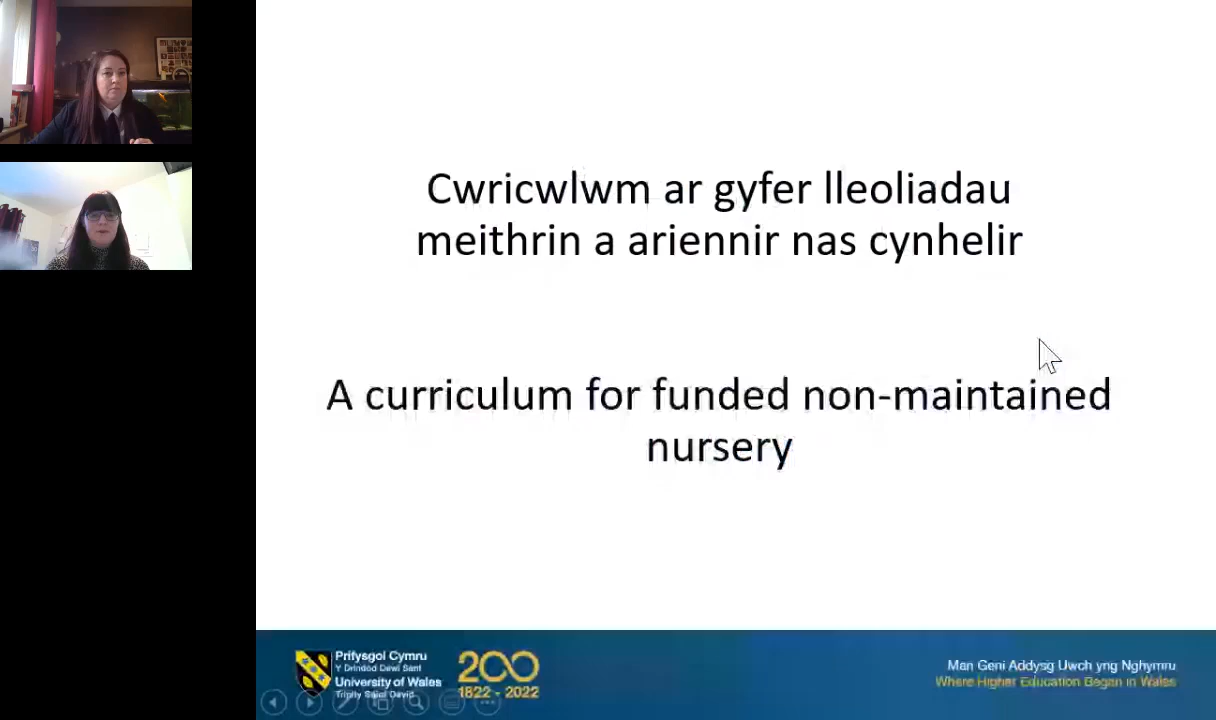 Cwricwlwm ar gyfer lleoliadau
meithrin a ariennir nas cynhelir
A curriculum for funded non-maintained
nursery
Prifysgol Cymru
Y Drindod Dewi Sant
University of Wales
Trinity Saint David
200
1822 - 2022
Man Geni Addysg Uwch yng Nghymru
Where Higher Education Began in Wales